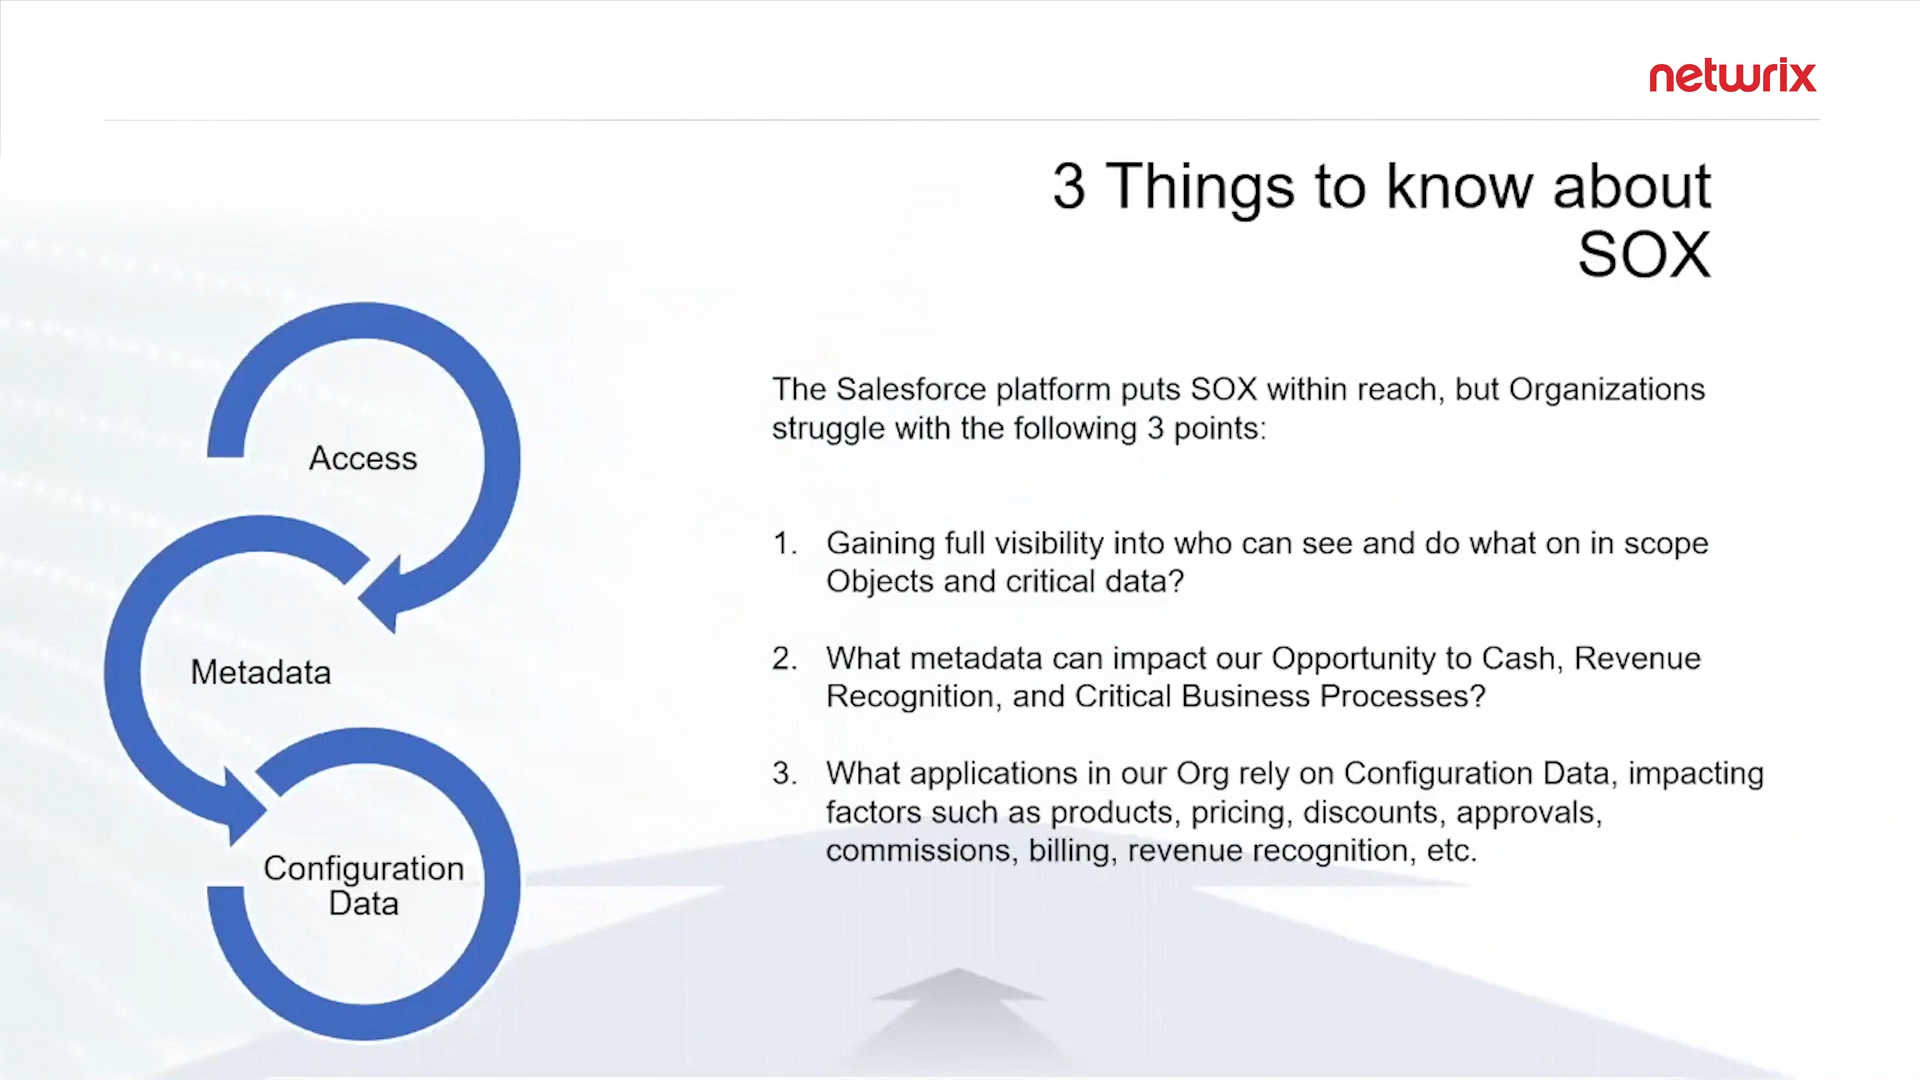 netwrix
3 Things to know about
SOX
The Salesforce platform puts SOX within reach, but Organizations
struggle with the following 3 points:
1. Gaining full visibility into who can see and do what on in scope
Objects and critical data?
2. What metadata can impact our Opportunity to Cash, Revenue
Recognition, and Critical Business Processes?
3. What applications in our Org rely on Configuration Data, impacting
factors such as products, pricing, discounts, approvals,
commissions, billing, revenue recognition, etc.
Access
Metadata
Configuration
Data